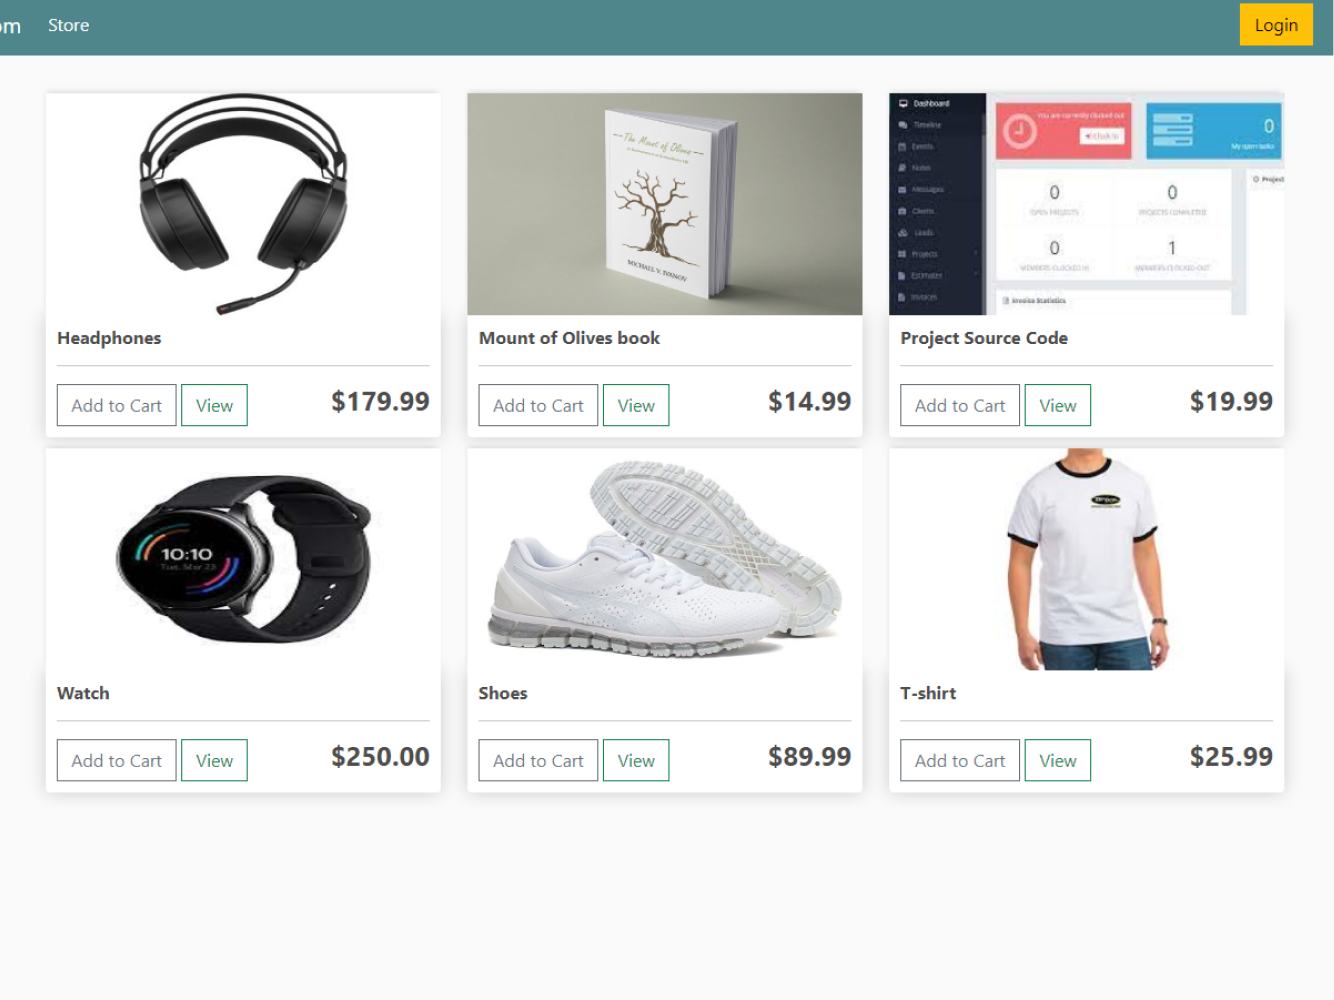 om Store Login
The Mount of Olives
MICHAEL V. IVANOV
Dashboard
Timeline
Events
Notes
Messages
Clients
Leads
Projects
Estimates
Invoices
You are currently clocked out
Clock In
0
My open tasks
0
OPEN PROJECTS
0
PROJECTS COMPLETED
0
MEMBERS CLOCKED IN
1
MEMBERS CLOCKED OUT
Project
Invoice Statistics
Headphones
Add to Cart View $179.99
Mount of Olives book
Add to Cart View $14.99
Project Source Code
Add to Cart View $19.99
10:10
Tue, Mar 23
Watch
Add to Cart View $250.00
Shoes
Add to Cart View $89.99
T-shirt
Add to Cart View $25.99